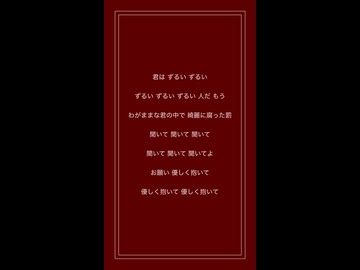 君は ずるい ずるい
ずるい ずるい ずるい 人だ もう
わがままな君の中で 綺麗に腐った罰
聞いて 聞いて 聞いて
聞いて 聞いて 聞いてよ
お願い 優しく抱いて
優しく抱いて 優しく抱いて